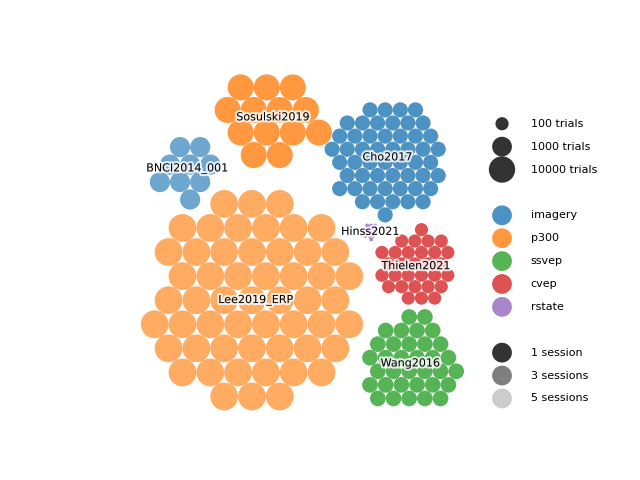 Sosulski2019
Cho2017
BNCI2014_001
Hinss2021
Thielen2021
Lee2019_ERP
Wang2016
100 trials
1000 trials
10000 trials
imagery
p300
ssvep
cvep
rstate
1 session
3 sessions
5 sessions